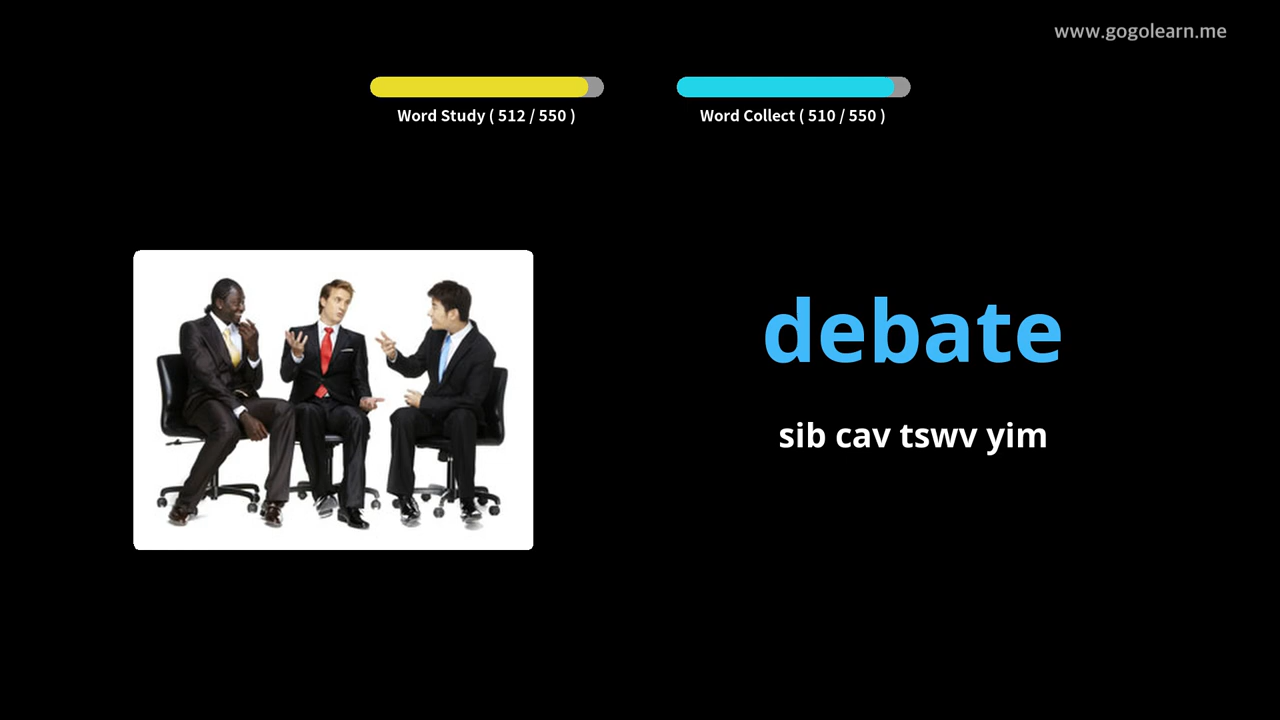 www.gogolearn.me
Word Study ( 512 / 550 )
Word Collect ( 510 / 550 )
debate
sib cav tswv yim